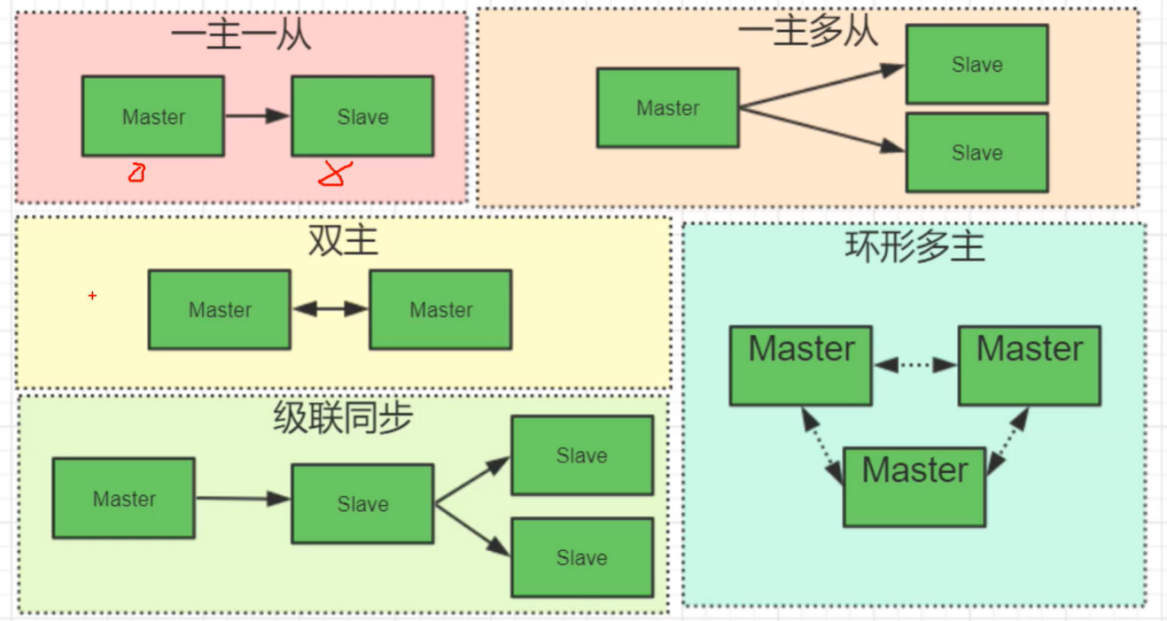 一主一从
Master
Slave
一主多从
Master
Slave
Slave
双主
Master
Master
环形多主
Master
Master
Master
级联同步
Master
Slave
Slave
Slave